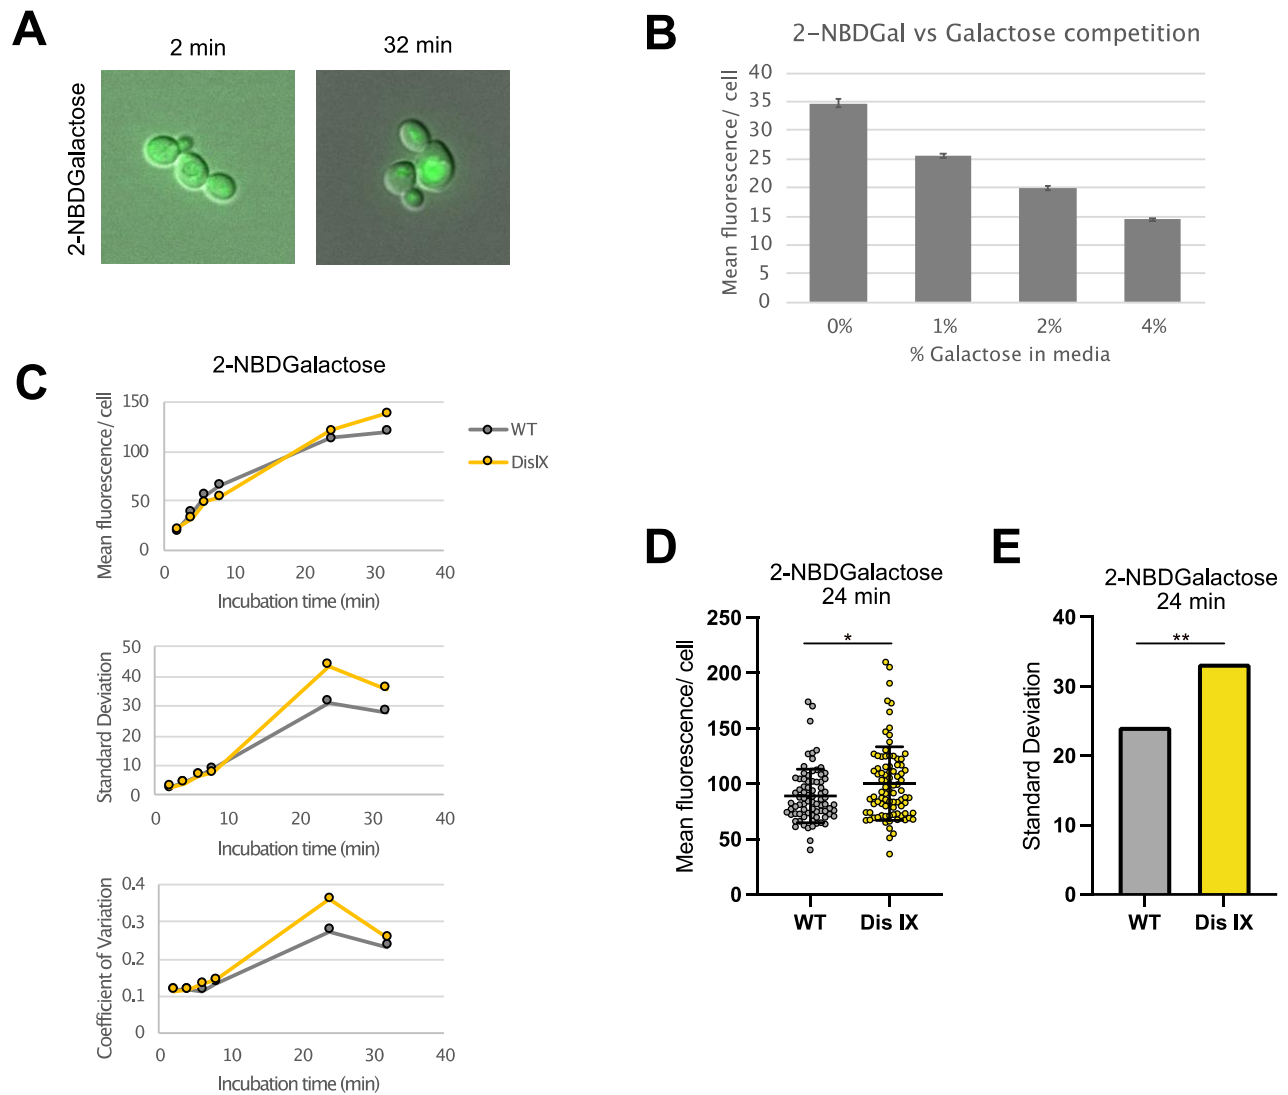 A
2 min
32 min
2-NBDGalactose
B
2-NBDGal vs Galactose competition
Mean fluorescence/ cell
40
35
30
25
20
15
10
5
0
0%
1%
2%
4%
% Galactose in media
C
2-NBDGalactose
Mean fluorescence/ cell
150
100
50
0
0
10
20
30
40
Incubation time (min)
WT
DisIX
Standard Deviation
50
40
30
20
10
0
0
10
20
30
40
Incubation time (min)
Coefficient of Variation
0.4
0.3
0.2
0.1
0
0
10
20
30
40
Incubation time (min)
D
2-NBDGalactose
24 min
Mean fluorescence/ cell
250
200
150
100
50
0
*
WT
Dis IX
E
2-NBDGalactose
24 min
Standard Deviation
40
30
20
10
0
**
WT
Dis IX